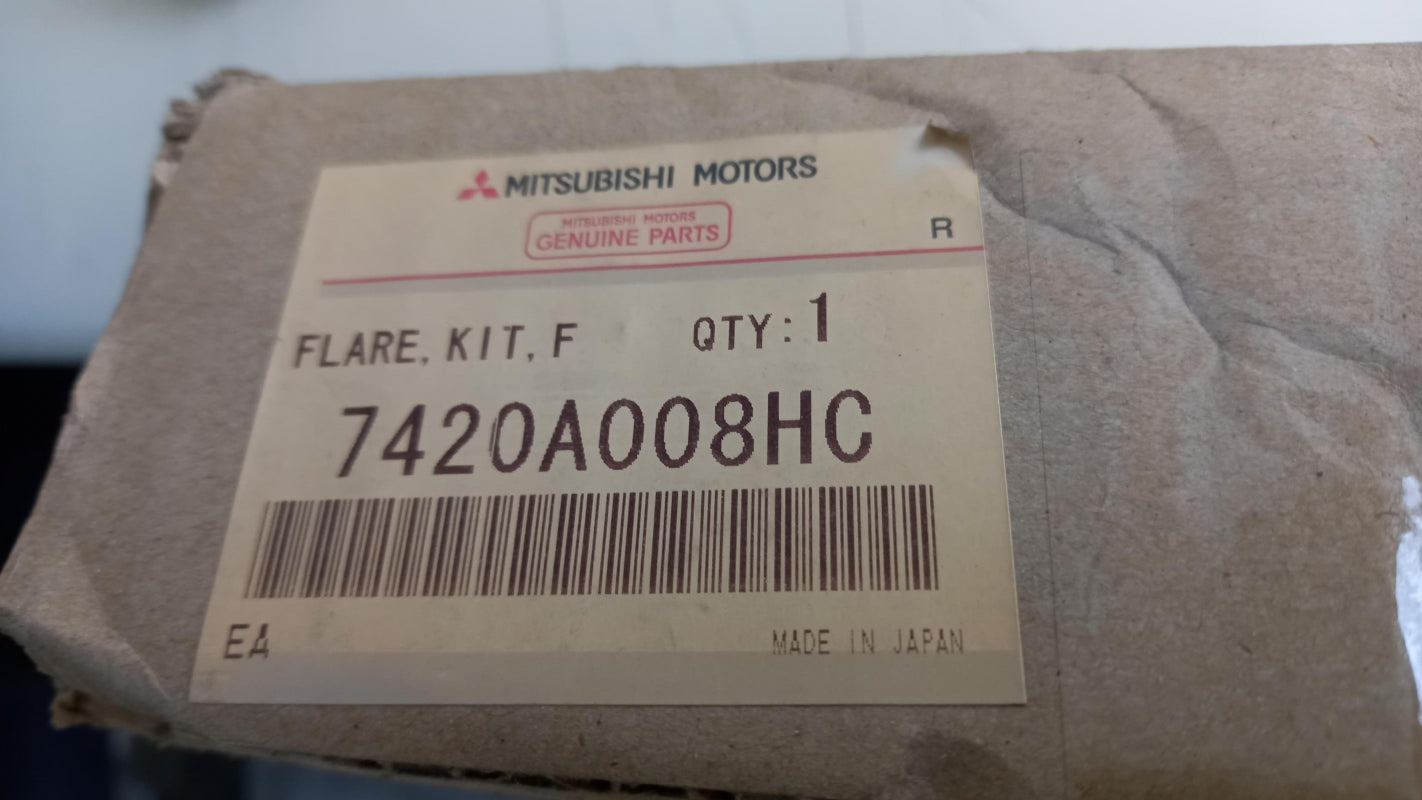 MITSUBISHI MOTORS
MITSUBISHI MOTORS
GENUINE PARTS
R
FLARE, KIT, F QTY: 1
7420A008HC
EA MADE IN JAPAN